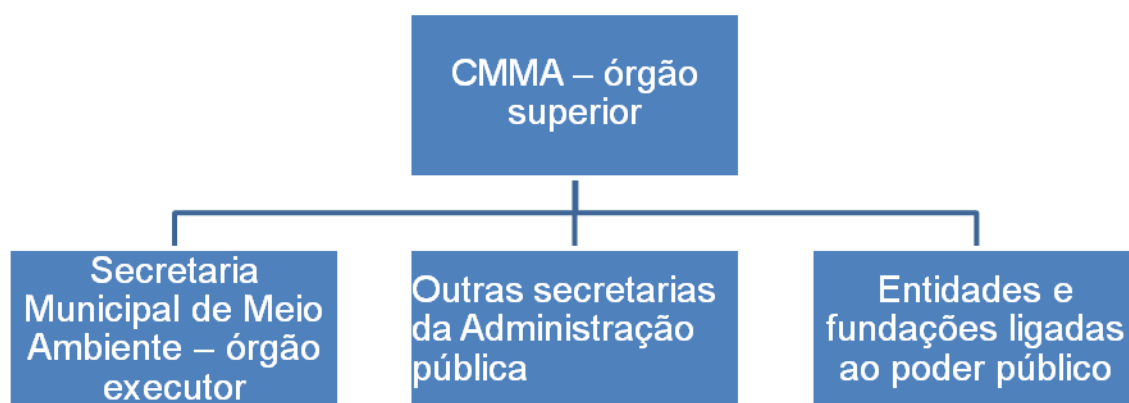 CMMA – órgão
superior
Secretaria
Municipal de Meio
Ambiente – órgão
executor
Outras secretarias
da Administração
pública
Entidades e
fundações ligadas
ao poder público